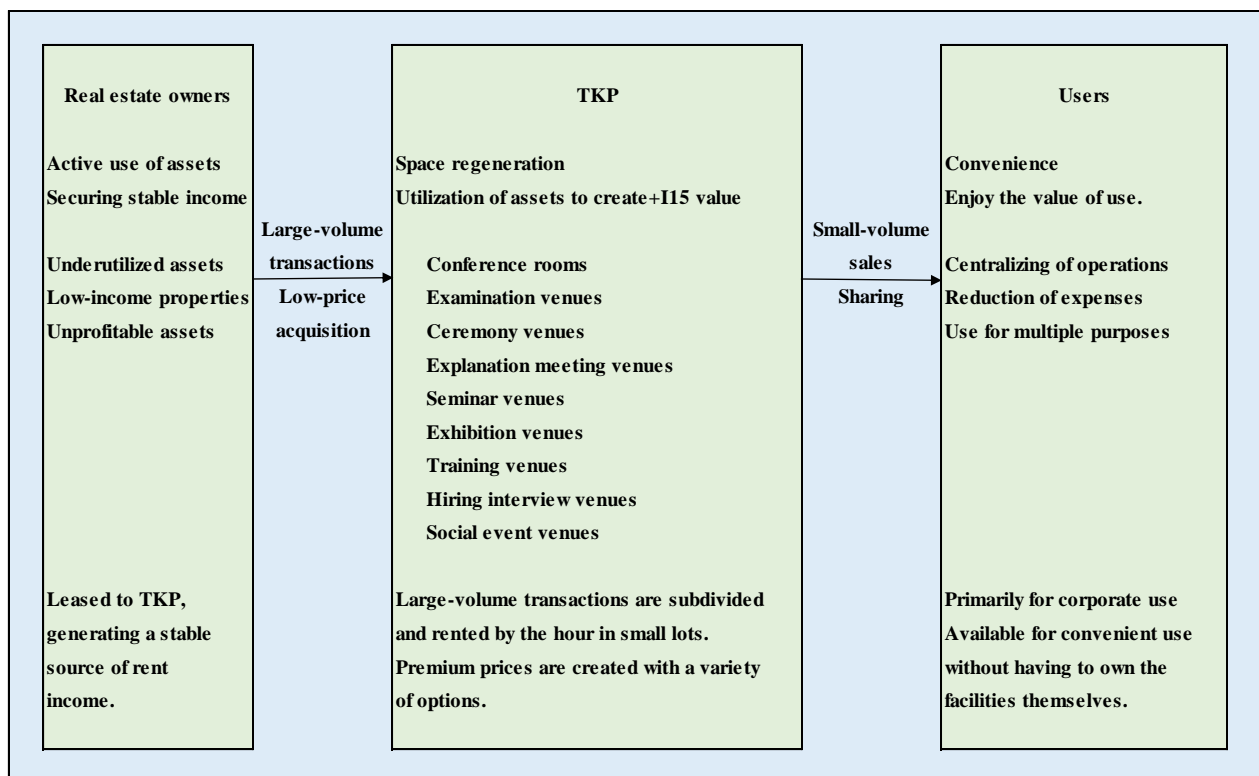 Real estate owners
Active use of assets
Securing stable income
Underutilized assets
Low-income properties
Unprofitable assets
Leased to TKP,
generating a stable
source of rent
income.
Large-volume
transactions
Low-price
acquisition
TKP
Space regeneration
Utilization of assets to create+I15 value
Conference rooms
Examination venues
Ceremony venues
Explanation meeting venues
Seminar venues
Exhibition venues
Training venues
Hiring interview venues
Social event venues
Large-volume transactions are subdivided
and rented by the hour in small lots.
Premium prices are created with a variety
of options.
Small-volume
sales
Sharing
Users
Convenience
Enjoy the value of use.
Centralizing of operations
Reduction of expenses
Use for multiple purposes
Primarily for corporate use
Available for convenient use
without having to own the
facilities themselves.